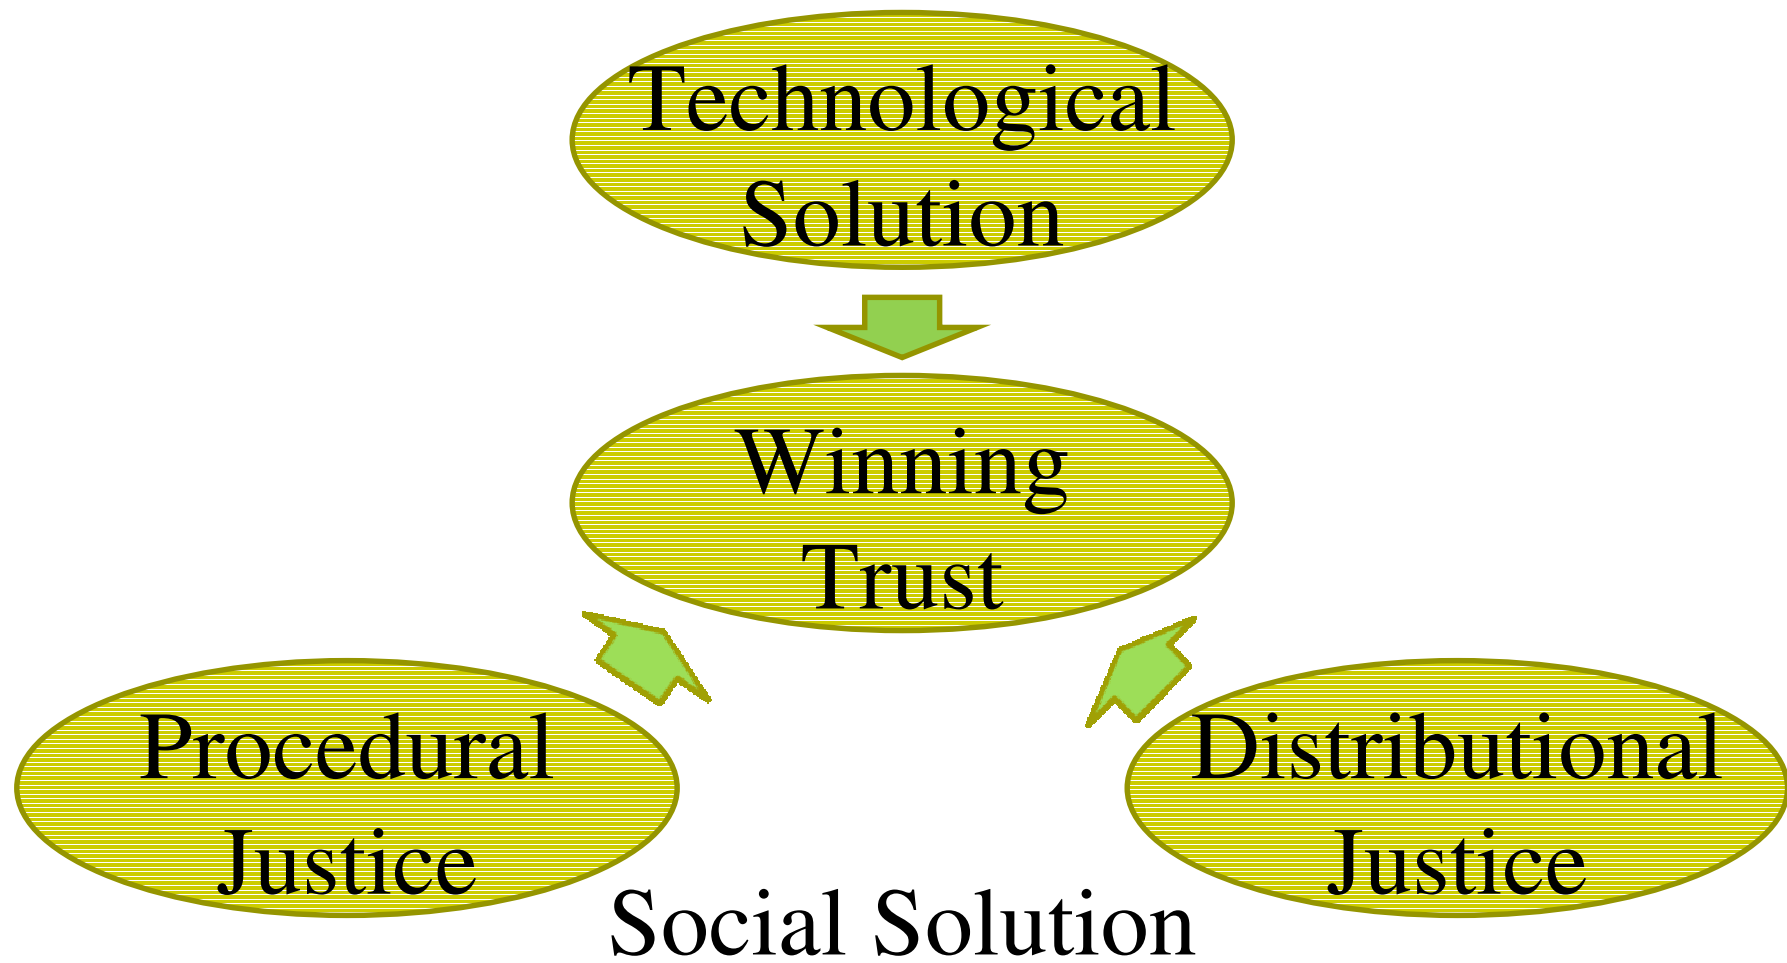 Technological
Solution
Winning
Trust
Procedural
Justice
Distributional
Justice
Social Solution